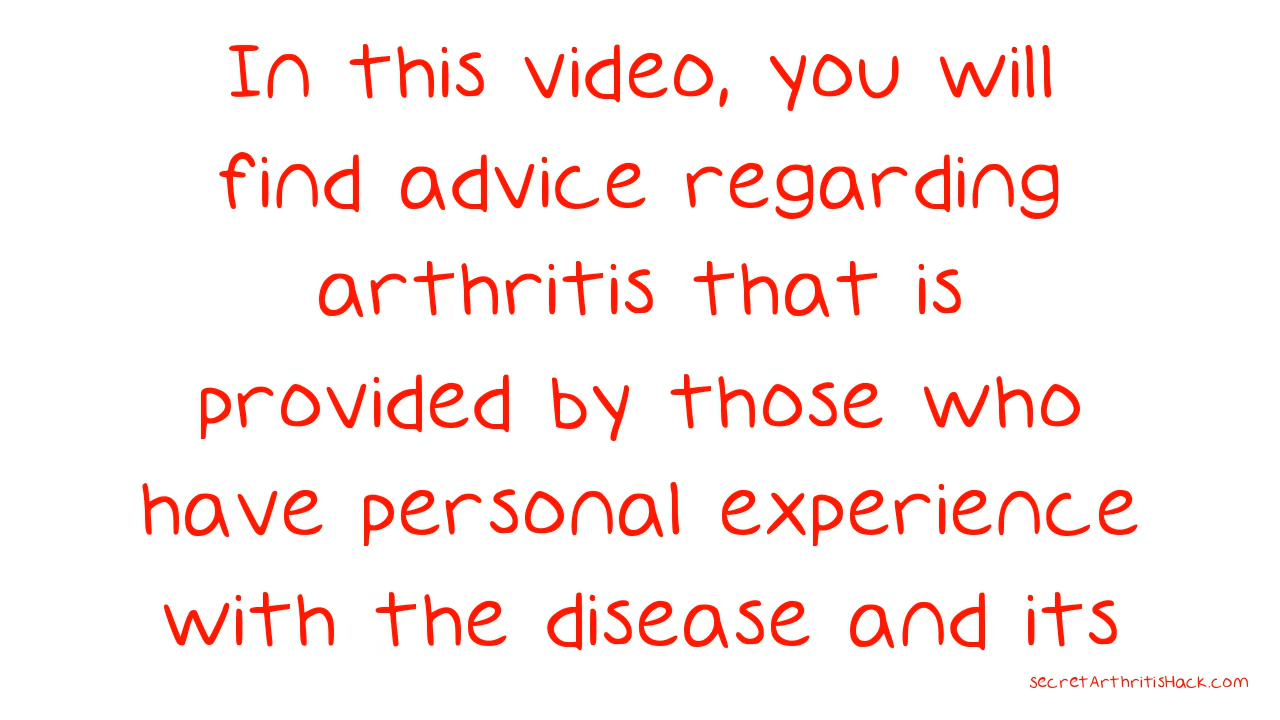 In this video, you will
find advice regarding
arthritis that is
provided by those who
have personal experience
with the disease and its
secretArthritisHack.com